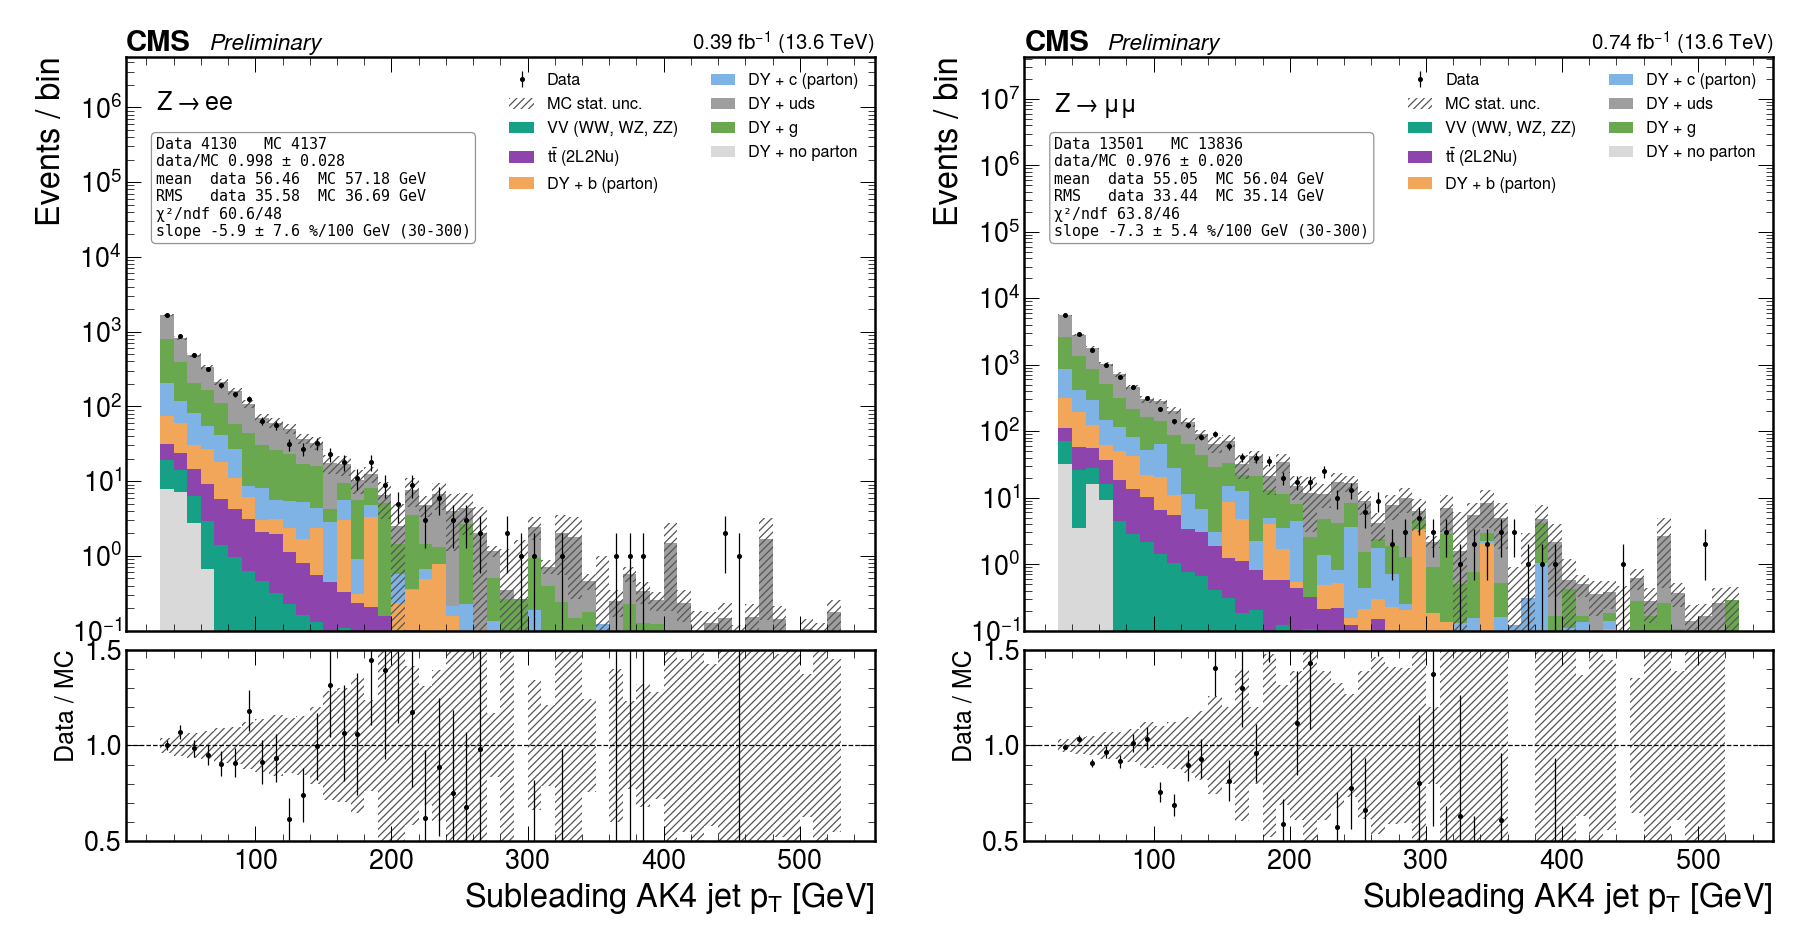 CMS Preliminary 0.39 fb⁻¹ (13.6 TeV)
Events / bin
Z → ee
Data 4130   MC 4137
data/MC 0.998 ± 0.028
mean  data 56.46  MC 57.18 GeV
RMS   data 35.58  MC 36.69 GeV
χ²/ndf 60.6/48
slope -5.9 ± 7.6 %/100 GeV (30-300)
Data
MC stat. unc.
VV (WW, WZ, ZZ)
tt̄ (2L2Nu)
DY + b (parton)
DY + c (parton)
DY + uds
DY + g
DY + no parton
10⁶
10⁵
10⁴
10³
10²
10¹
10⁰
10⁻¹
Data / MC
1.5
1.0
0.5
100 200 300 400 500
Subleading AK4 jet p_T [GeV]
CMS Preliminary 0.74 fb⁻¹ (13.6 TeV)
Events / bin
Z → μμ
Data 13501   MC 13836
data/MC 0.976 ± 0.020
mean  data 55.05  MC 56.04 GeV
RMS   data 33.44  MC 35.14 GeV
χ²/ndf 63.8/46
slope -7.3 ± 5.4 %/100 GeV (30-300)
Data
MC stat. unc.
VV (WW, WZ, ZZ)
tt̄ (2L2Nu)
DY + b (parton)
DY + c (parton)
DY + uds
DY + g
DY + no parton
10⁷
10⁶
10⁵
10⁴
10³
10²
10¹
10⁰
10⁻¹
Data / MC
1.5
1.0
0.5
100 200 300 400 500
Subleading AK4 jet p_T [GeV]